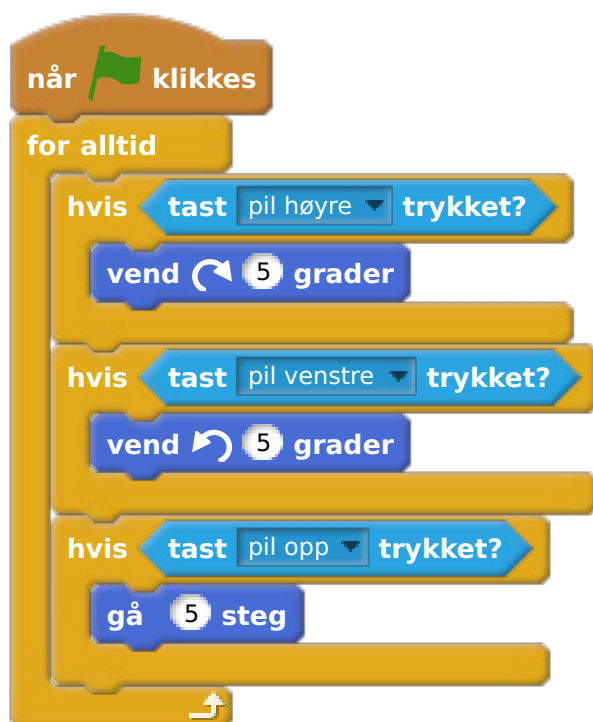 når klikkes
for alltid
hvis tast pil høyre trykket?
vend 5 grader
hvis tast pil venstre trykket?
vend 5 grader
hvis tast pil opp trykket?
gå 5 steg